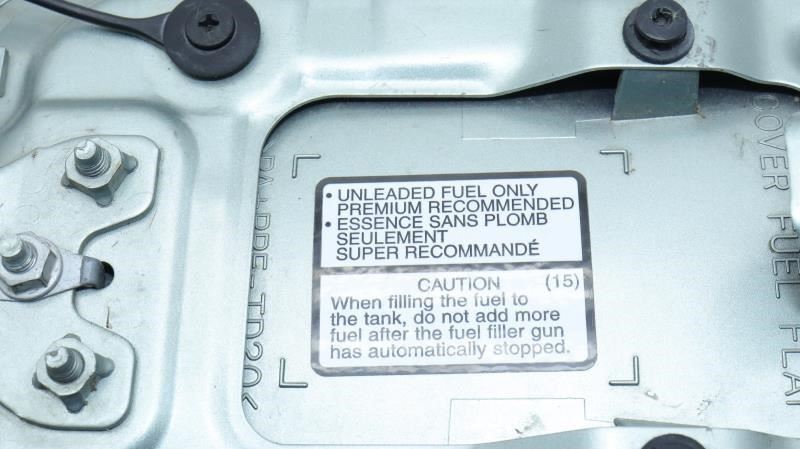 • UNLEADED FUEL ONLY
PREMIUM RECOMMENDED
• ESSENCE SANS PLOMB
SEULEMENT
SUPER RECOMMANDÉ
CAUTION (15)
When filling the fuel to
the tank, do not add more
fuel after the fuel filler gun
has automatically stopped.
COVER FUEL